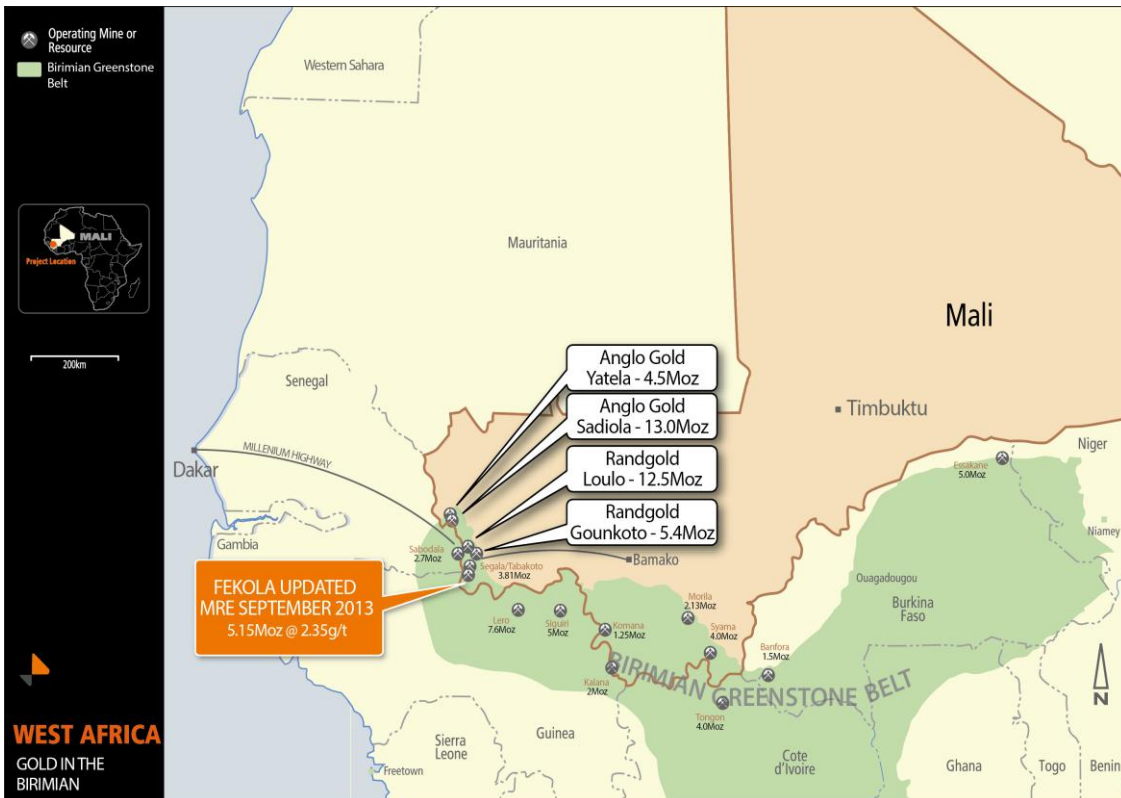 Operating Mine or
Resource
Birimian Greenstone
Belt
MALI
Project Location
200km
WEST AFRICA
GOLD IN THE
BIRIMIAN
Western Sahara
Mauritania
Mali
Anglo Gold
Yatela - 4.5Moz
Anglo Gold
Sadiola - 13.0Moz
Randgold
Loulo - 12.5Moz
Randgold
Gounkoto - 5.4Moz
Senegal
Timbuktu
MILLENIUM HIGHWAY
Dakar
Niger
Essakane
5.0Moz
Niamey
Gambia
Sabodala
2.7Moz
Segala/Tabakoto
3.81Moz
Bamako
FEKOLA UPDATED
MRE SEPTEMBER 2013
5.15Moz @ 2.35g/t
Ouagadougou
Burkina
Faso
Lero
7.6Moz
Siguiri
5Moz
Komana
1.25Moz
Morila
2.13Moz
Syama
4.0Moz
Banfora
1.5Moz
Kalana
2Moz
BIRIMIAN GREENSTONE BELT
Tongon
4.0Moz
N
Sierra
Leone
Guinea
Freetown
Cote
d'Ivoire
Ghana
Togo
Benin